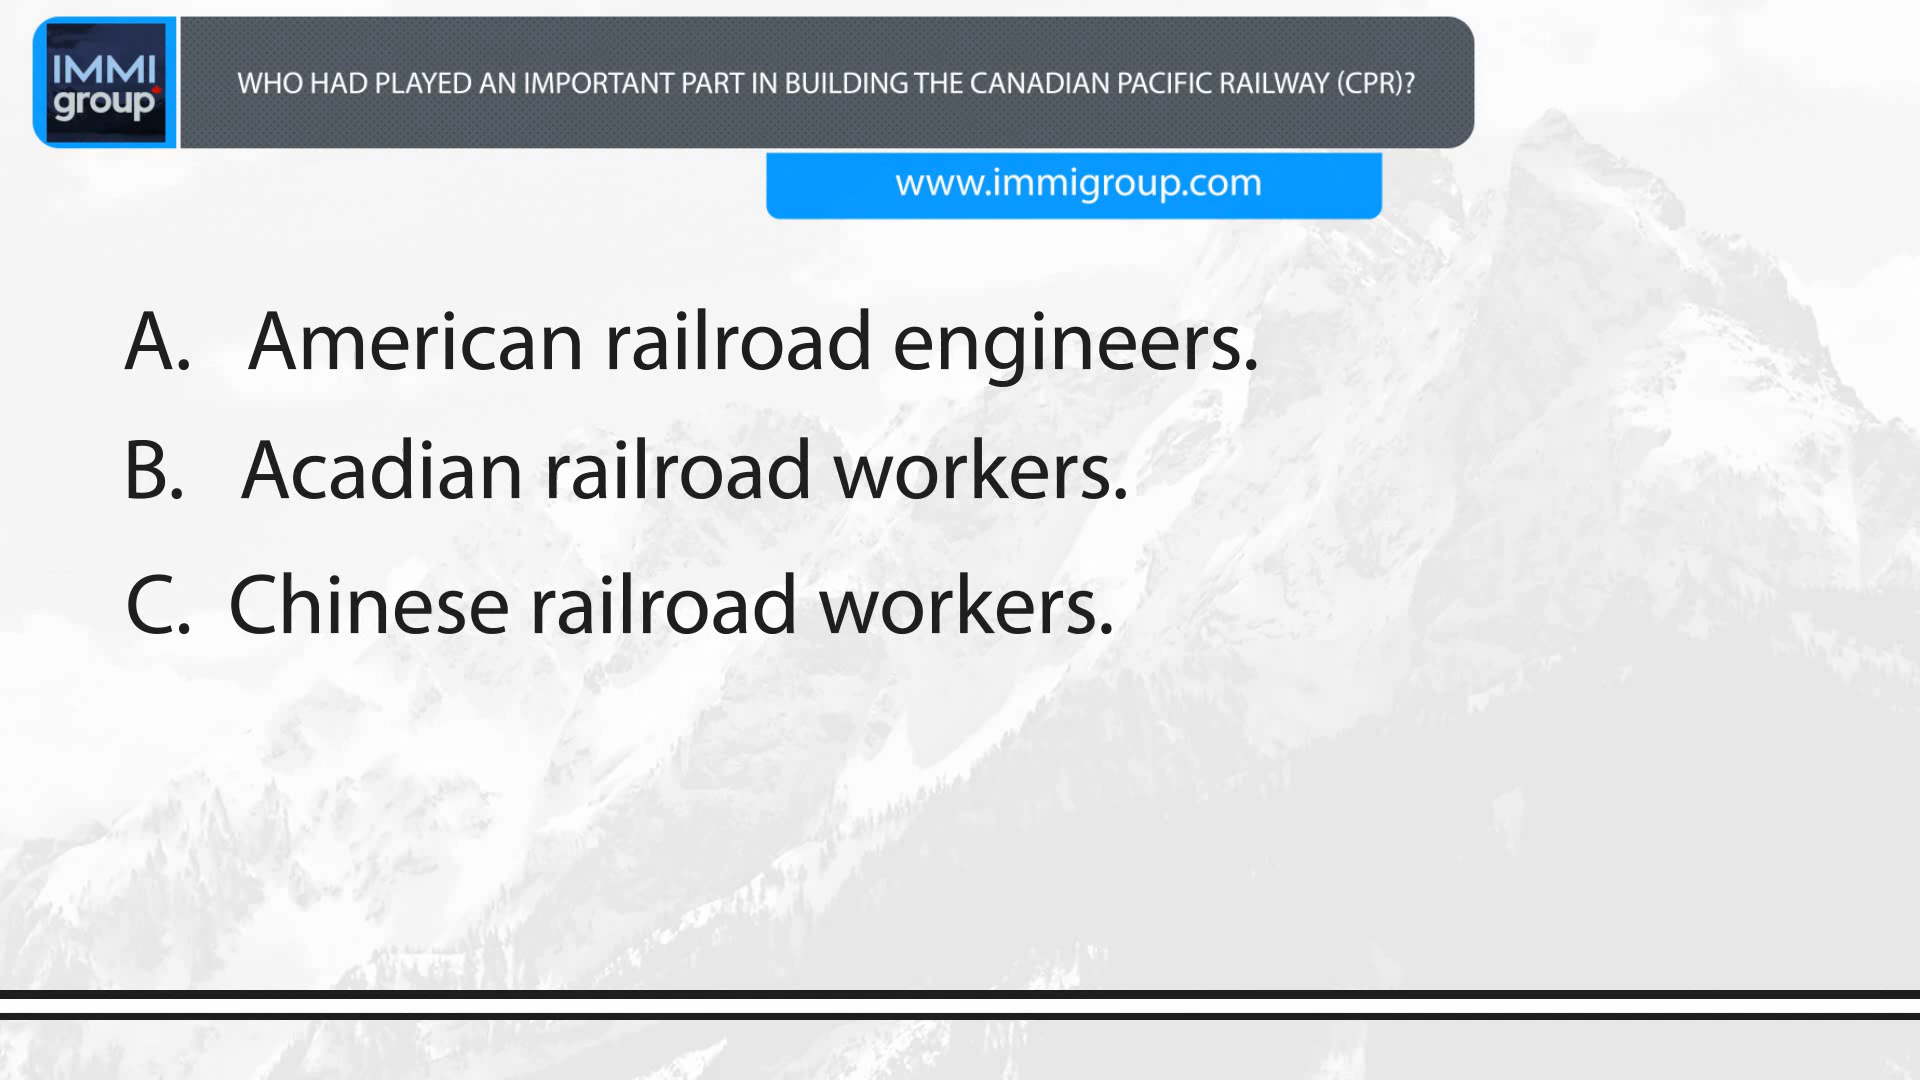 IMMI
group
WHO HAD PLAYED AN IMPORTANT PART IN BUILDING THE CANADIAN PACIFIC RAILWAY (CPR)?
www.immigroup.com
A. American railroad engineers.
B. Acadian railroad workers.
C. Chinese railroad workers.